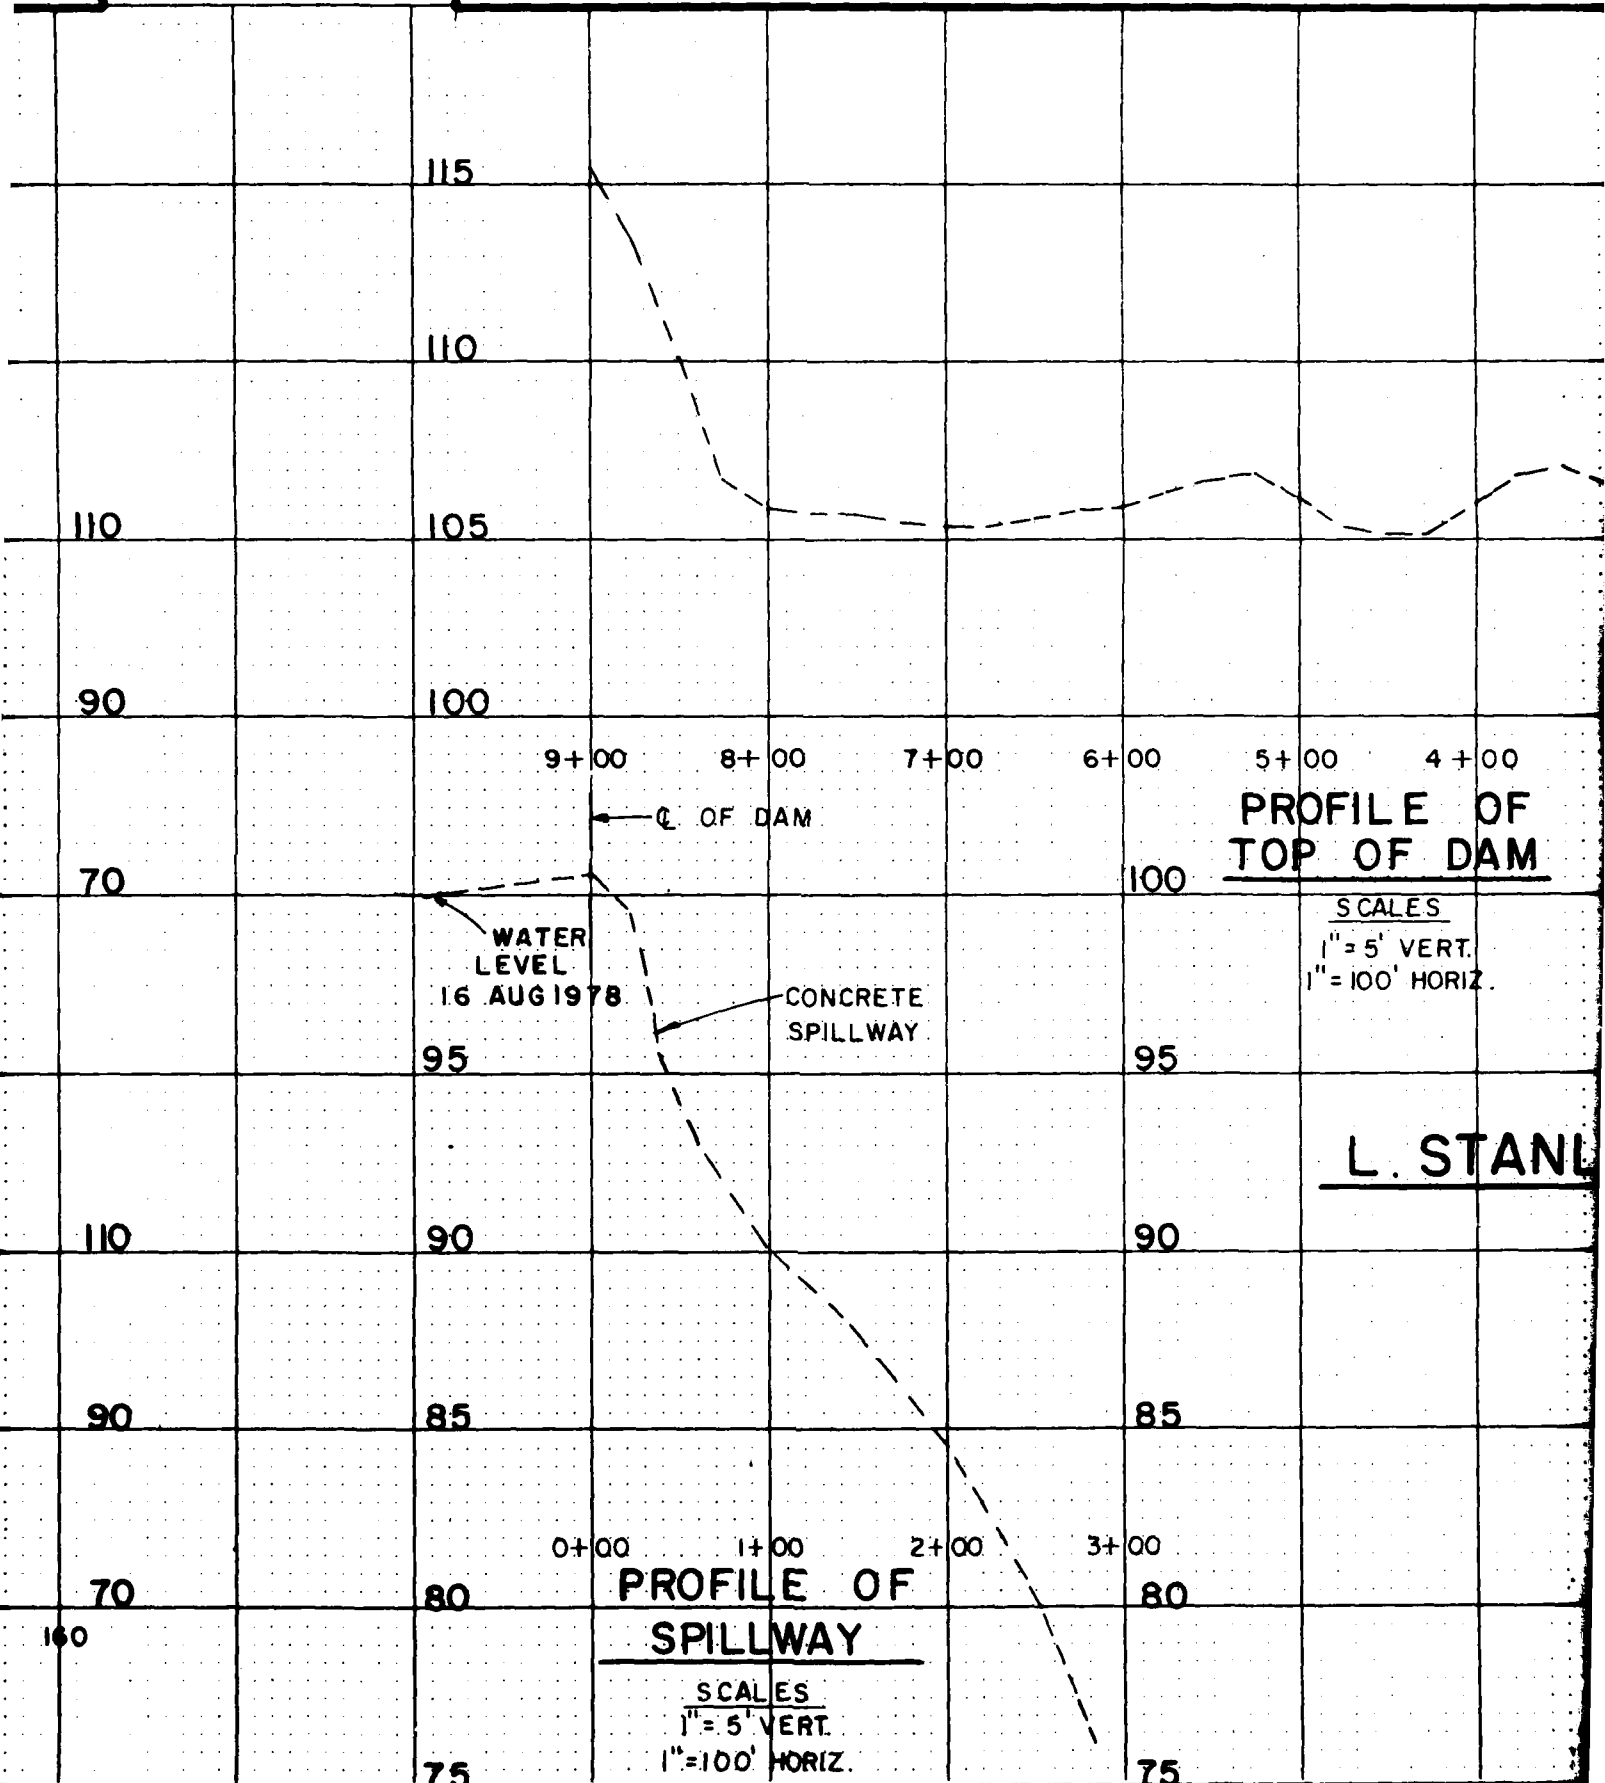 115
110
110
105
90
100
9+00 8+00 7+00 6+00 5+00 4+00
℄ OF DAM
PROFILE OF
TOP OF DAM
SCALES
1"=5' VERT.
1"=100' HORIZ.
70
100
WATER
LEVEL
16 AUG 1978
CONCRETE
SPILLWAY
95
95
L. STANL
110
90
90
90
85
85
0+00 1+00 2+00 3+00
70
80
80
160
PROFILE OF
SPILLWAY
SCALES
1"=5' VERT.
1"=100' HORIZ.
75
75